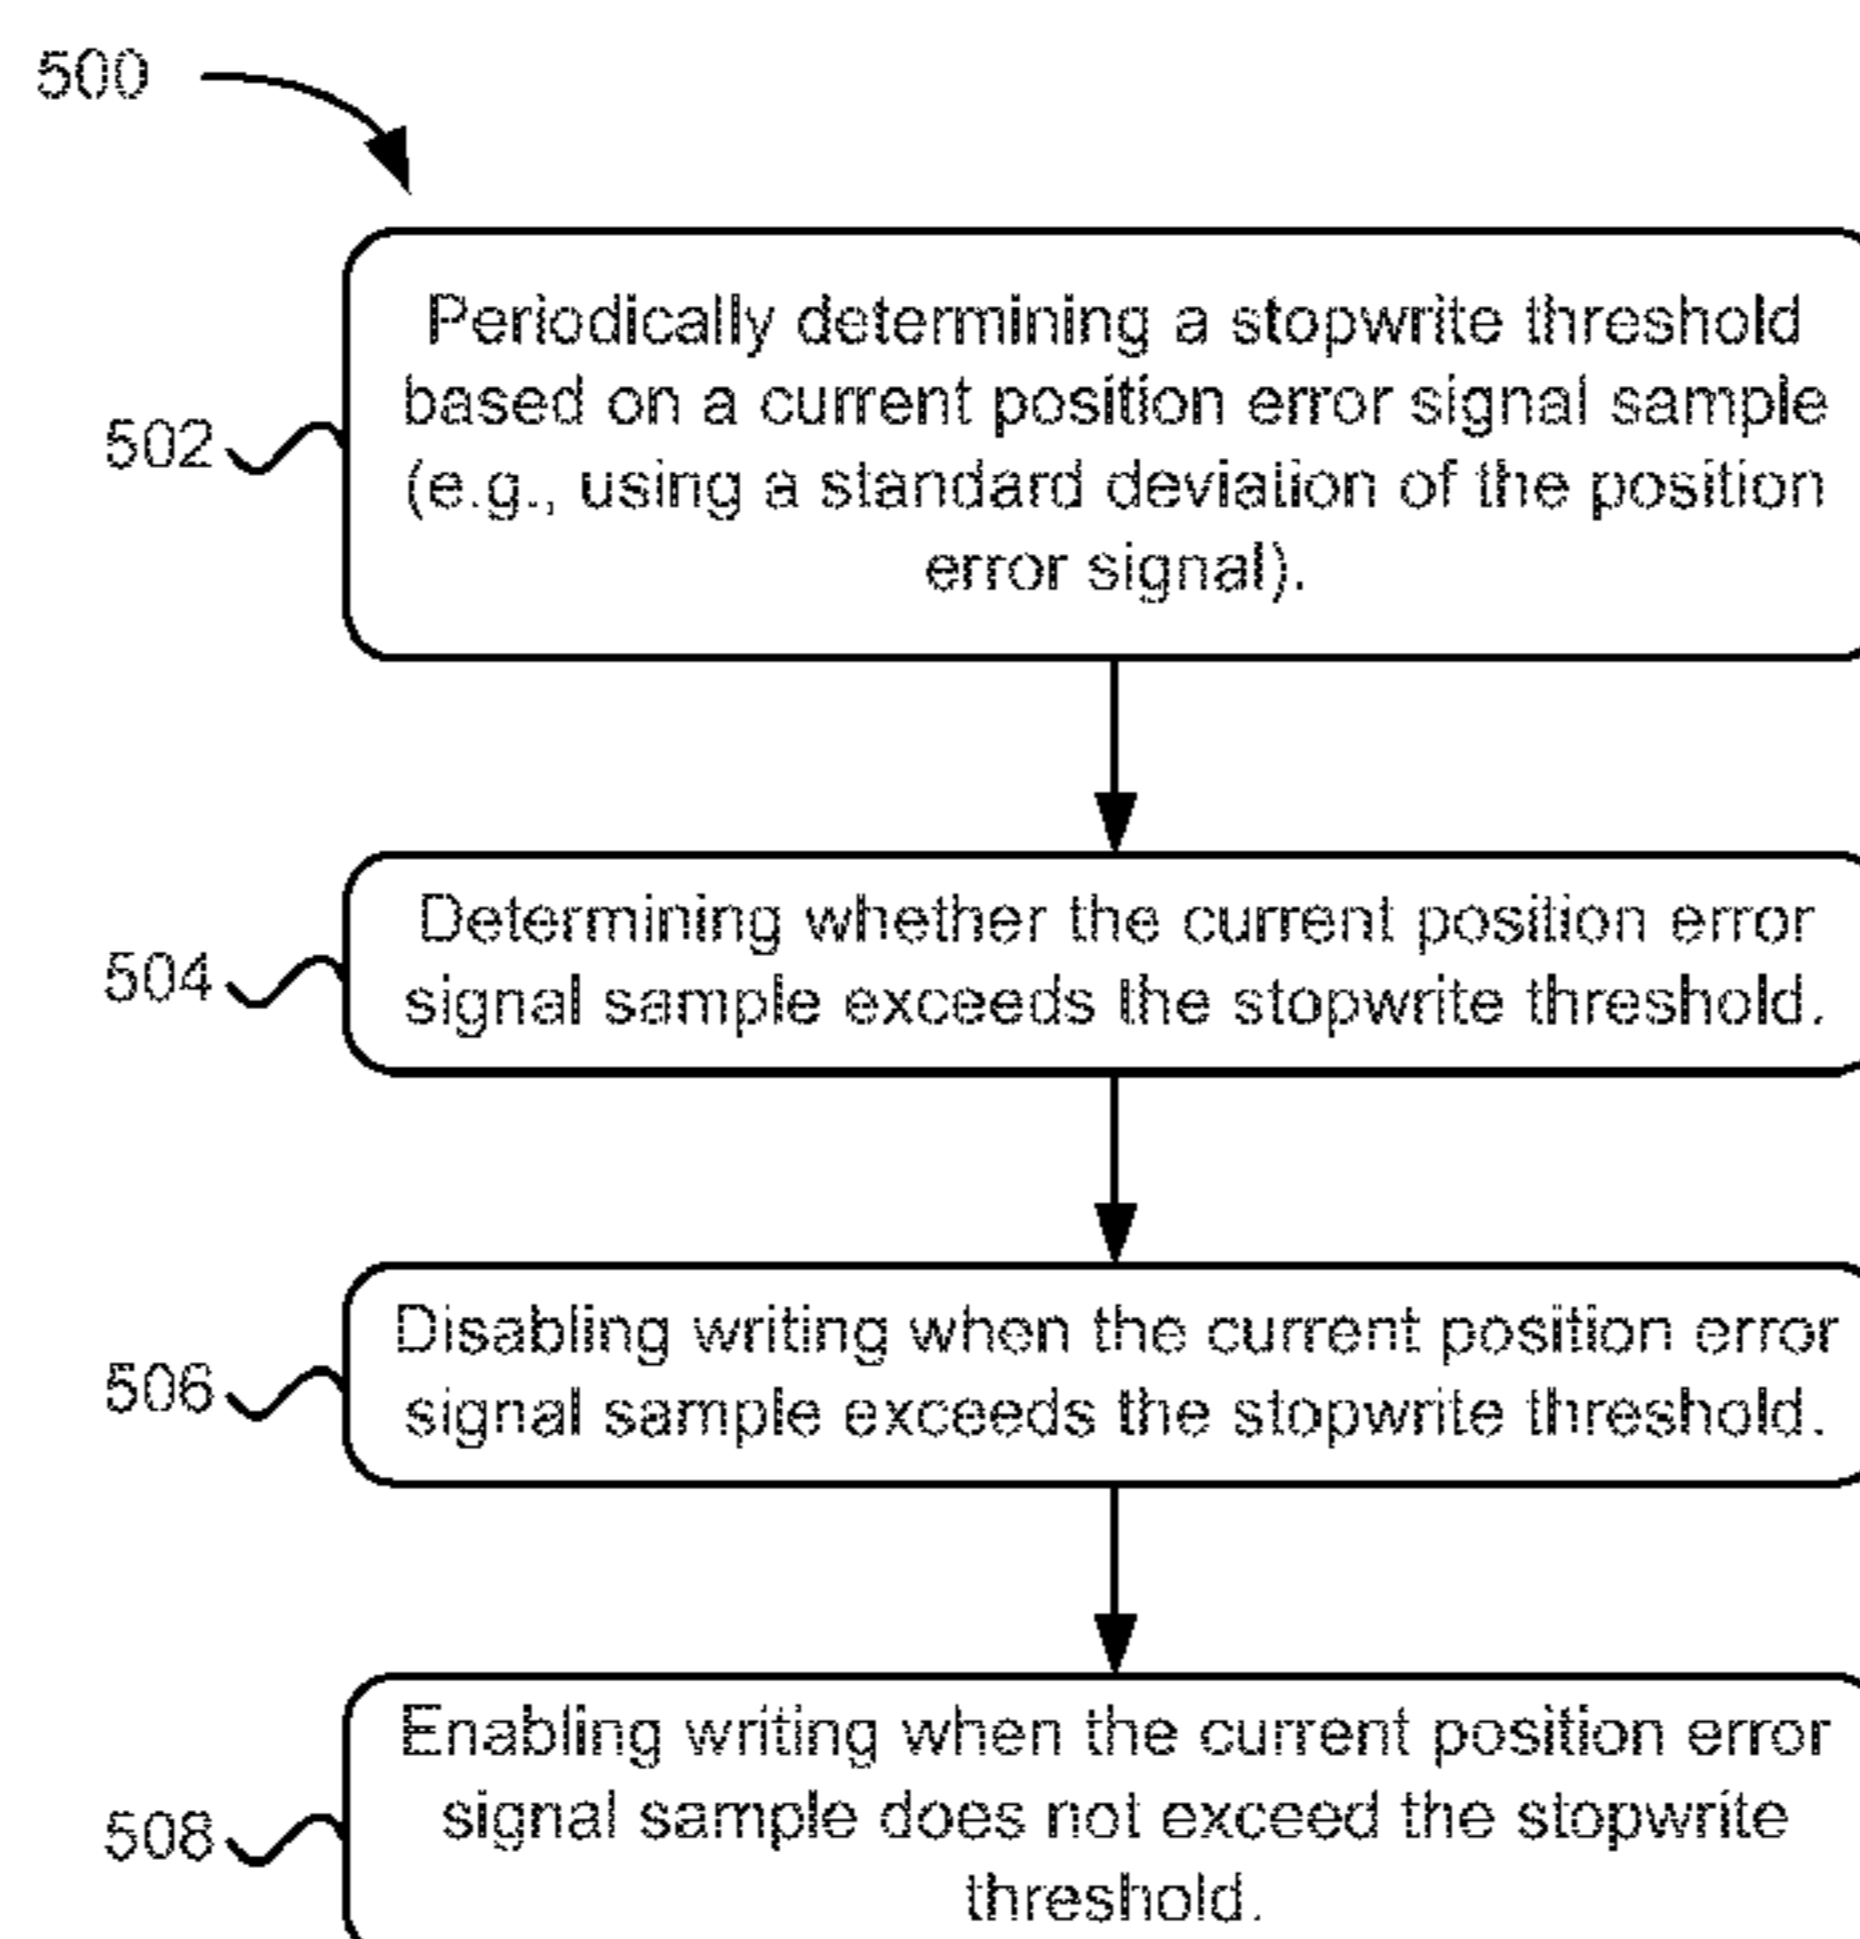 500
502
Periodically determining a stopwrite threshold
based on a current position error signal sample
(e.g., using a standard deviation of the position
error signal).
504
Determining whether the current position error
signal sample exceeds the stopwrite threshold.
506
Disabling writing when the current position error
signal sample exceeds the stopwrite threshold.
508
Enabling writing when the current position error
signal sample does not exceed the stopwrite
threshold.